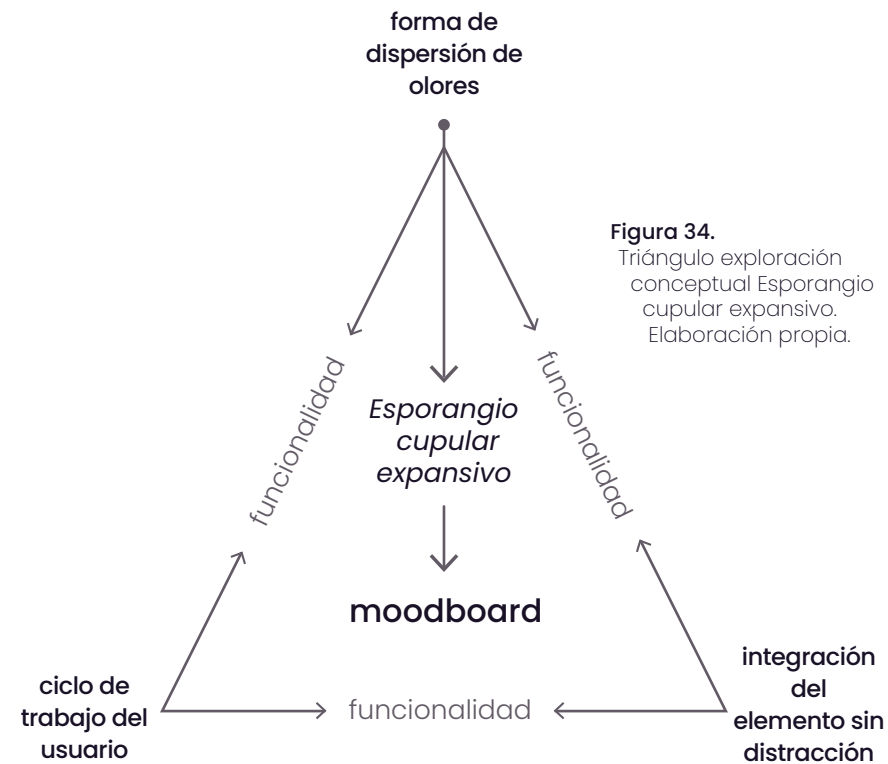 forma de
dispersión de
olores
Figura 34.
Triángulo exploración
conceptual Esporangio
cupular expansivo.
Elaboración propia.
funcionalidad
funcionalidad
Esporangio
cupular
expansivo
moodboard
ciclo de
trabajo del
usuario
funcionalidad
integración
del
elemento sin
distracción